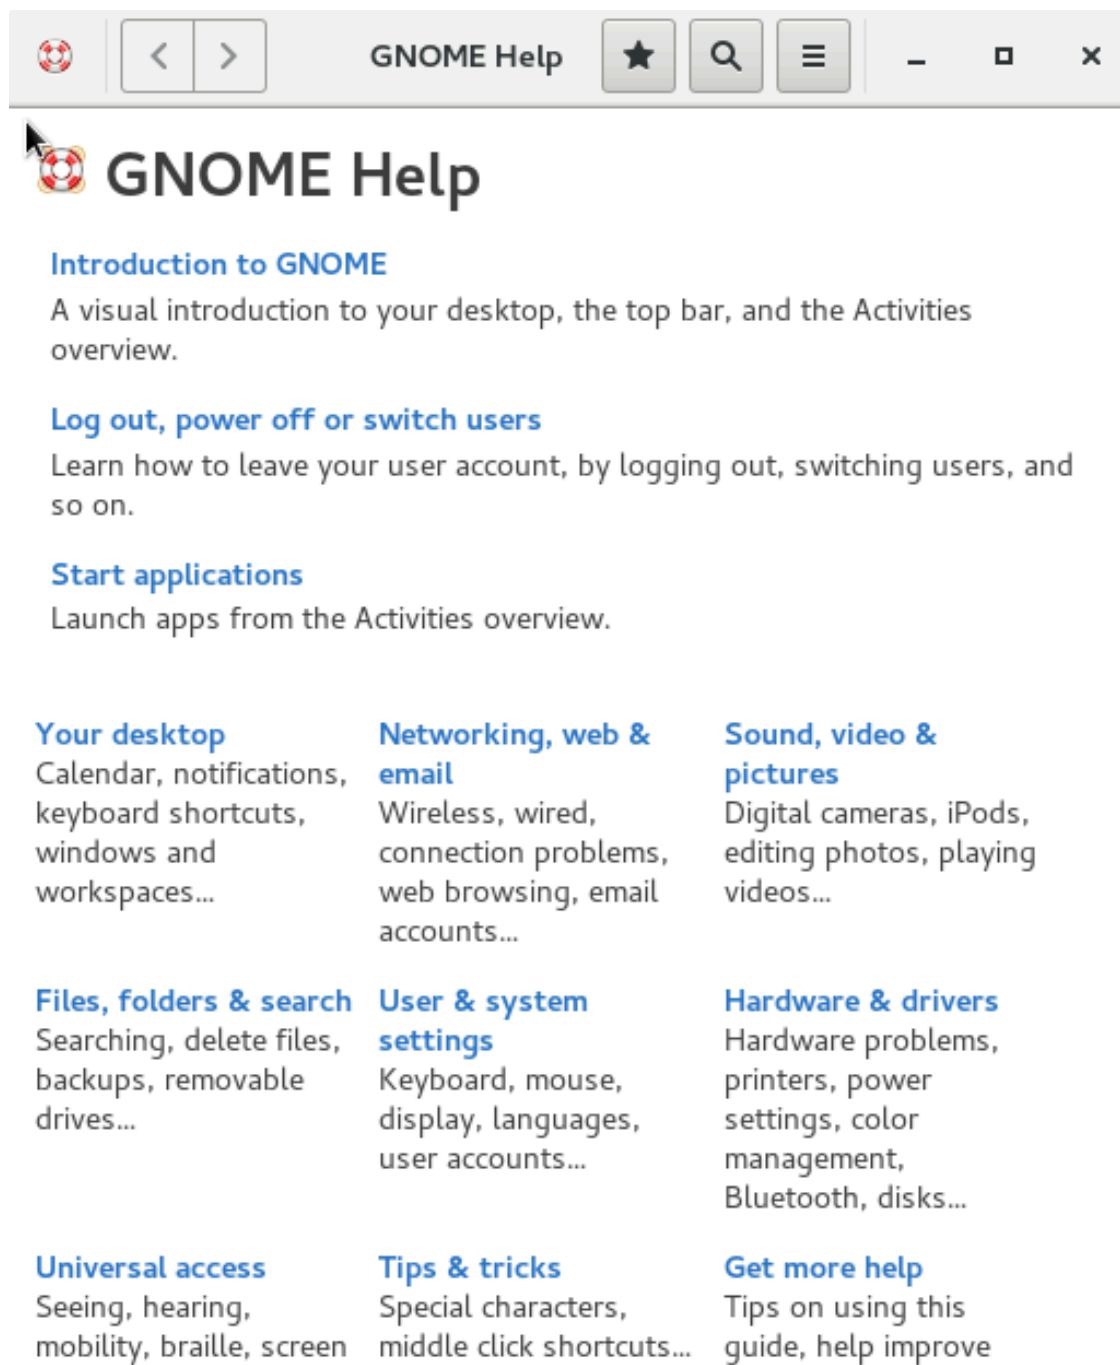 GNOME Help
GNOME Help
Introduction to GNOME
A visual introduction to your desktop, the top bar, and the Activities
overview.
Log out, power off or switch users
Learn how to leave your user account, by logging out, switching users, and
so on.
Start applications
Launch apps from the Activities overview.
Your desktop
Calendar, notifications,
keyboard shortcuts,
windows and
workspaces...
Networking, web &
email
Wireless, wired,
connection problems,
web browsing, email
accounts...
Sound, video &
pictures
Digital cameras, iPods,
editing photos, playing
videos...
Files, folders & search
Searching, delete files,
backups, removable
drives...
User & system
settings
Keyboard, mouse,
display, languages,
user accounts...
Hardware & drivers
Hardware problems,
printers, power
settings, color
management,
Bluetooth, disks...
Universal access
Seeing, hearing,
mobility, braille, screen
Tips & tricks
Special characters,
middle click shortcuts...
Get more help
Tips on using this
guide, help improve